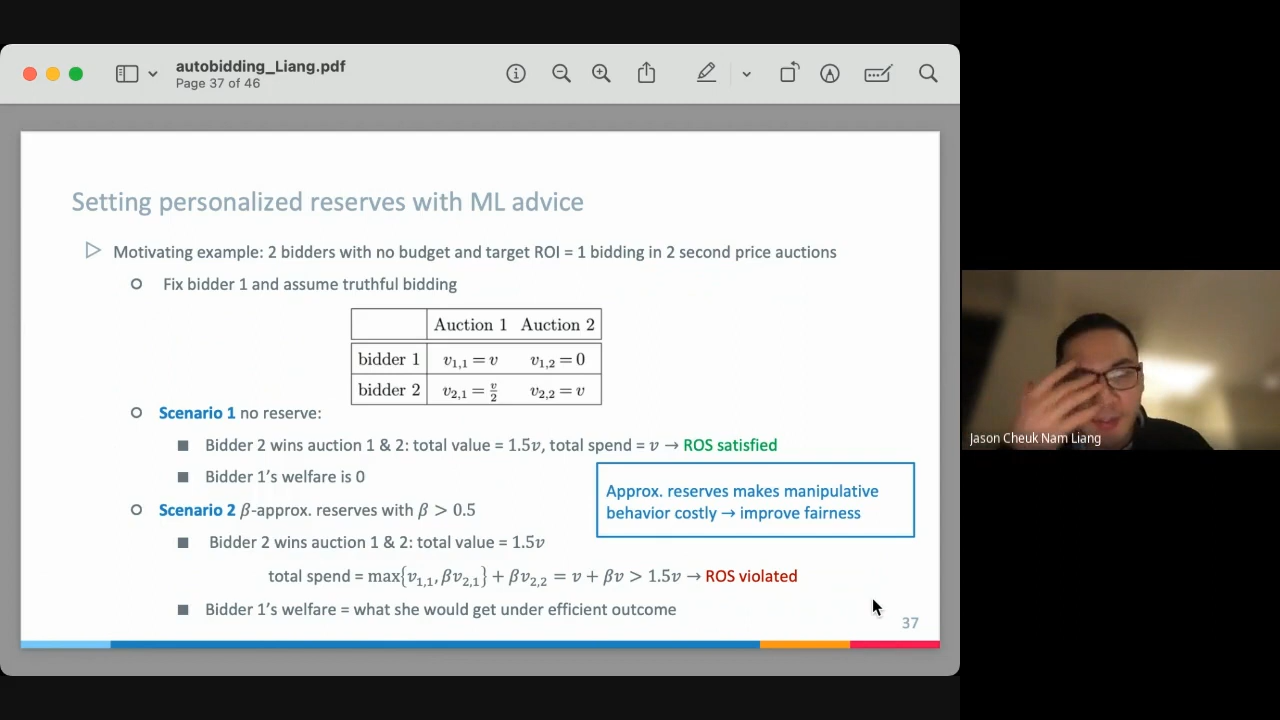 autobidding_Liang.pdf
Page 37 of 46
Setting personalized reserves with ML advice
Motivating example: 2 bidders with no budget and target ROI = 1 bidding in 2 second price auctions
Fix bidder 1 and assume truthful bidding
Auction 1 Auction 2
bidder 1 v₁,₁ = v v₁,₂ = 0
bidder 2 v₂,₁ = v/2 v₂,₂ = v
Scenario 1 no reserve:
Bidder 2 wins auction 1 & 2: total value = 1.5v, total spend = v → ROS satisfied
Bidder 1's welfare is 0
Approx. reserves makes manipulative
behavior costly → improve fairness
Scenario 2 β-approx. reserves with β > 0.5
Bidder 2 wins auction 1 & 2: total value = 1.5v
total spend = max{v₁,₁, βv₂,₁} + βv₂,₂ = v + βv > 1.5v → ROS violated
Bidder 1's welfare = what she would get under efficient outcome
37
Jason Cheuk Nam Liang